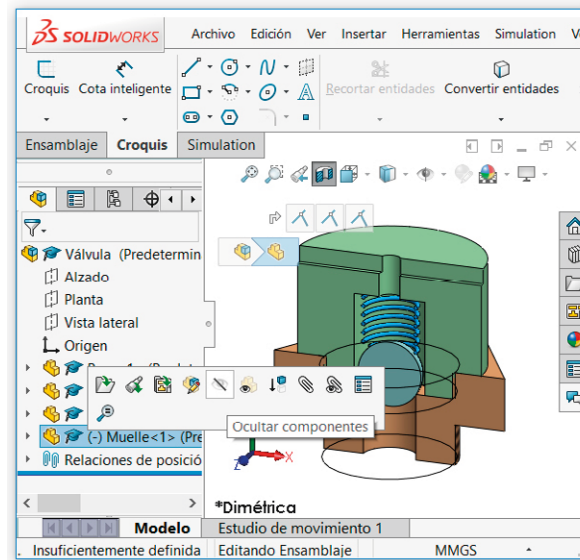 SOLIDWORKS
Archivo Edición Ver Insertar Herramientas Simulation
Croquis Cota inteligente Recortar entidades Convertir entidades
Ensamblaje Croquis Simulation
Válvula (Predetermin
Alzado
Planta
Vista lateral
Origen
Ocultar componentes
(-) Muelle<1> (Pre
Relaciones de posició
X
Z
*Dimétrica
Modelo Estudio de movimiento 1
Insuficientemente definida Editando Ensamblaje MMGS